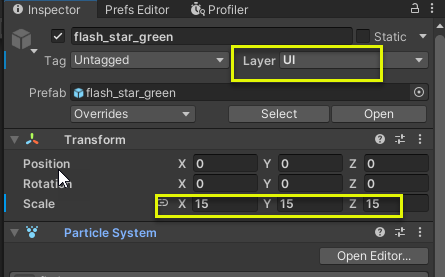 Inspector
Prefs Editor
Profiler
flash_star_green
Static
Tag Untagged
Layer UI
Prefab flash_star_green
Overrides Select Open
Transform
Position X 0 Y 0 Z 0
Rotation X 0 Y 0 Z 0
Scale X 15 Y 15 Z 15
Particle System
Open Editor...